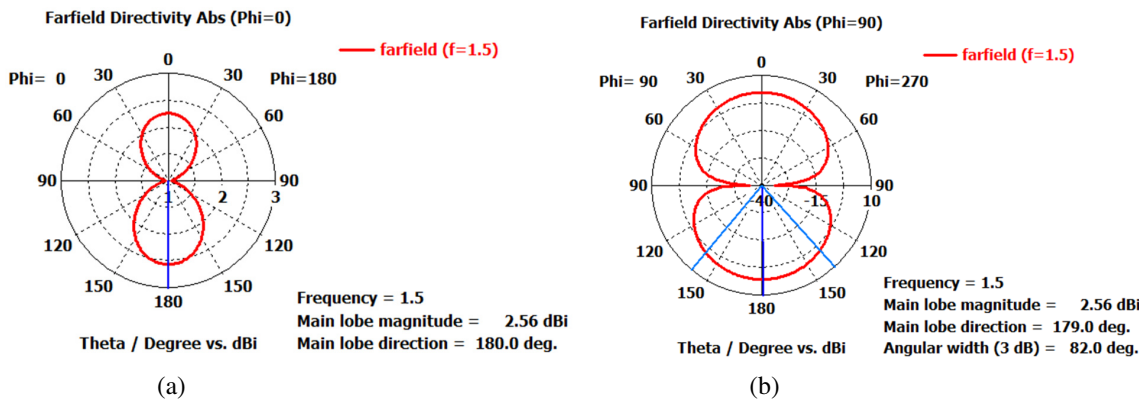 Farfield Directivity Abs (Phi=0)
farfield (f=1.5)
0
Phi= 0 30 30 Phi=180
60 60
90 90
1 2 3
120 120
150 150
180
Frequency = 1.5
Main lobe magnitude = 2.56 dBi
Main lobe direction = 180.0 deg.
Theta / Degree vs. dBi
(a)
Farfield Directivity Abs (Phi=90)
farfield (f=1.5)
0
Phi= 90 30 30 Phi=270
60 60
90 90
-40 -15 10
120 120
150 150
180
Frequency = 1.5
Main lobe magnitude = 2.56 dBi
Main lobe direction = 179.0 deg.
Theta / Degree vs. dBi
Angular width (3 dB) = 82.0 deg.
(b)